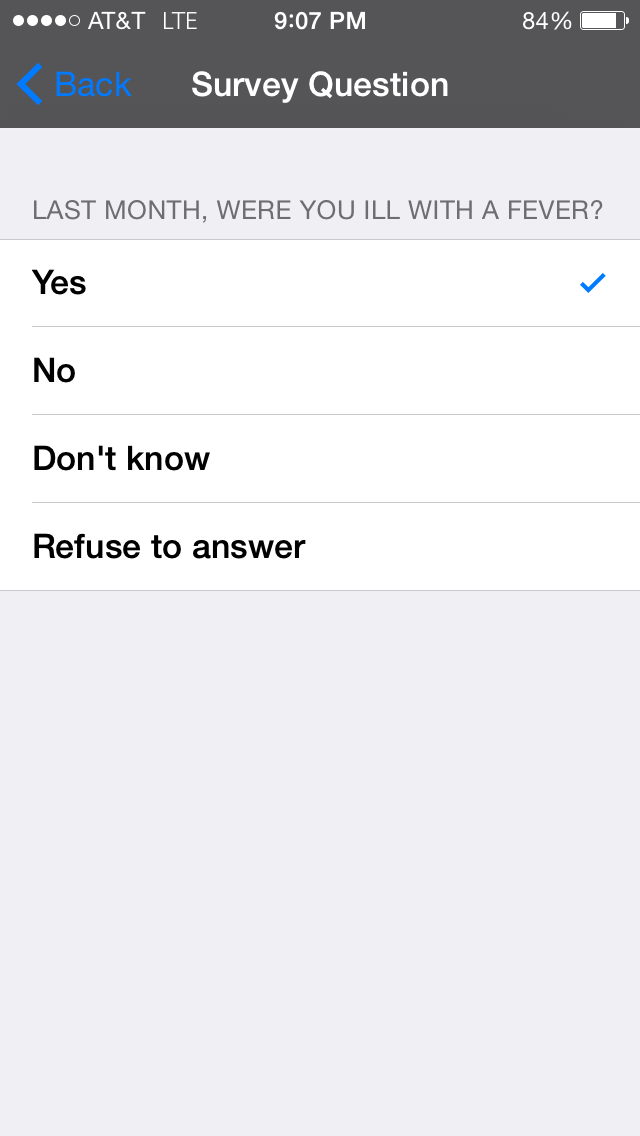 AT&T LTE 9:07 PM 84%
Back Survey Question
LAST MONTH, WERE YOU ILL WITH A FEVER?
Yes
No
Don't know
Refuse to answer